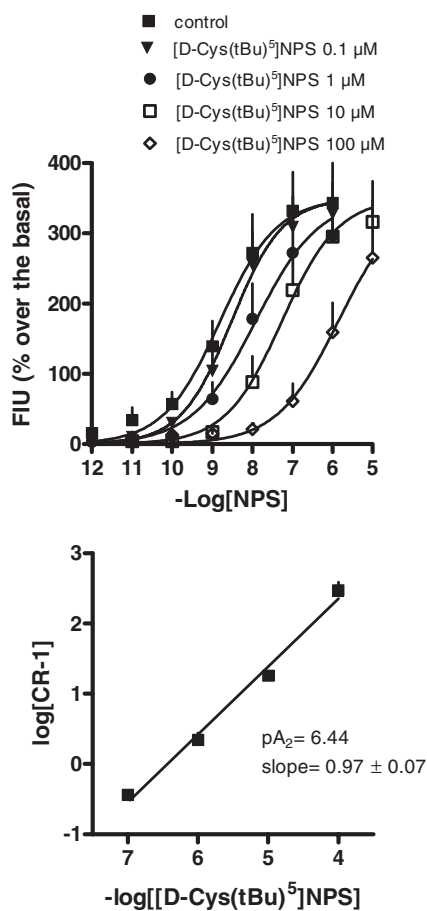 control
[D-Cys(tBu)⁵]NPS 0.1 µM
[D-Cys(tBu)⁵]NPS 1 µM
[D-Cys(tBu)⁵]NPS 10 µM
[D-Cys(tBu)⁵]NPS 100 µM
FIU (% over the basal)
400
300
200
100
0
12 11 10 9 8 7 6 5
-Log[NPS]
log[CR-1]
3
2
1
0
-1
pA₂= 6.44
slope= 0.97 ± 0.07
7 6 5 4
-log[[D-Cys(tBu)⁵]NPS]